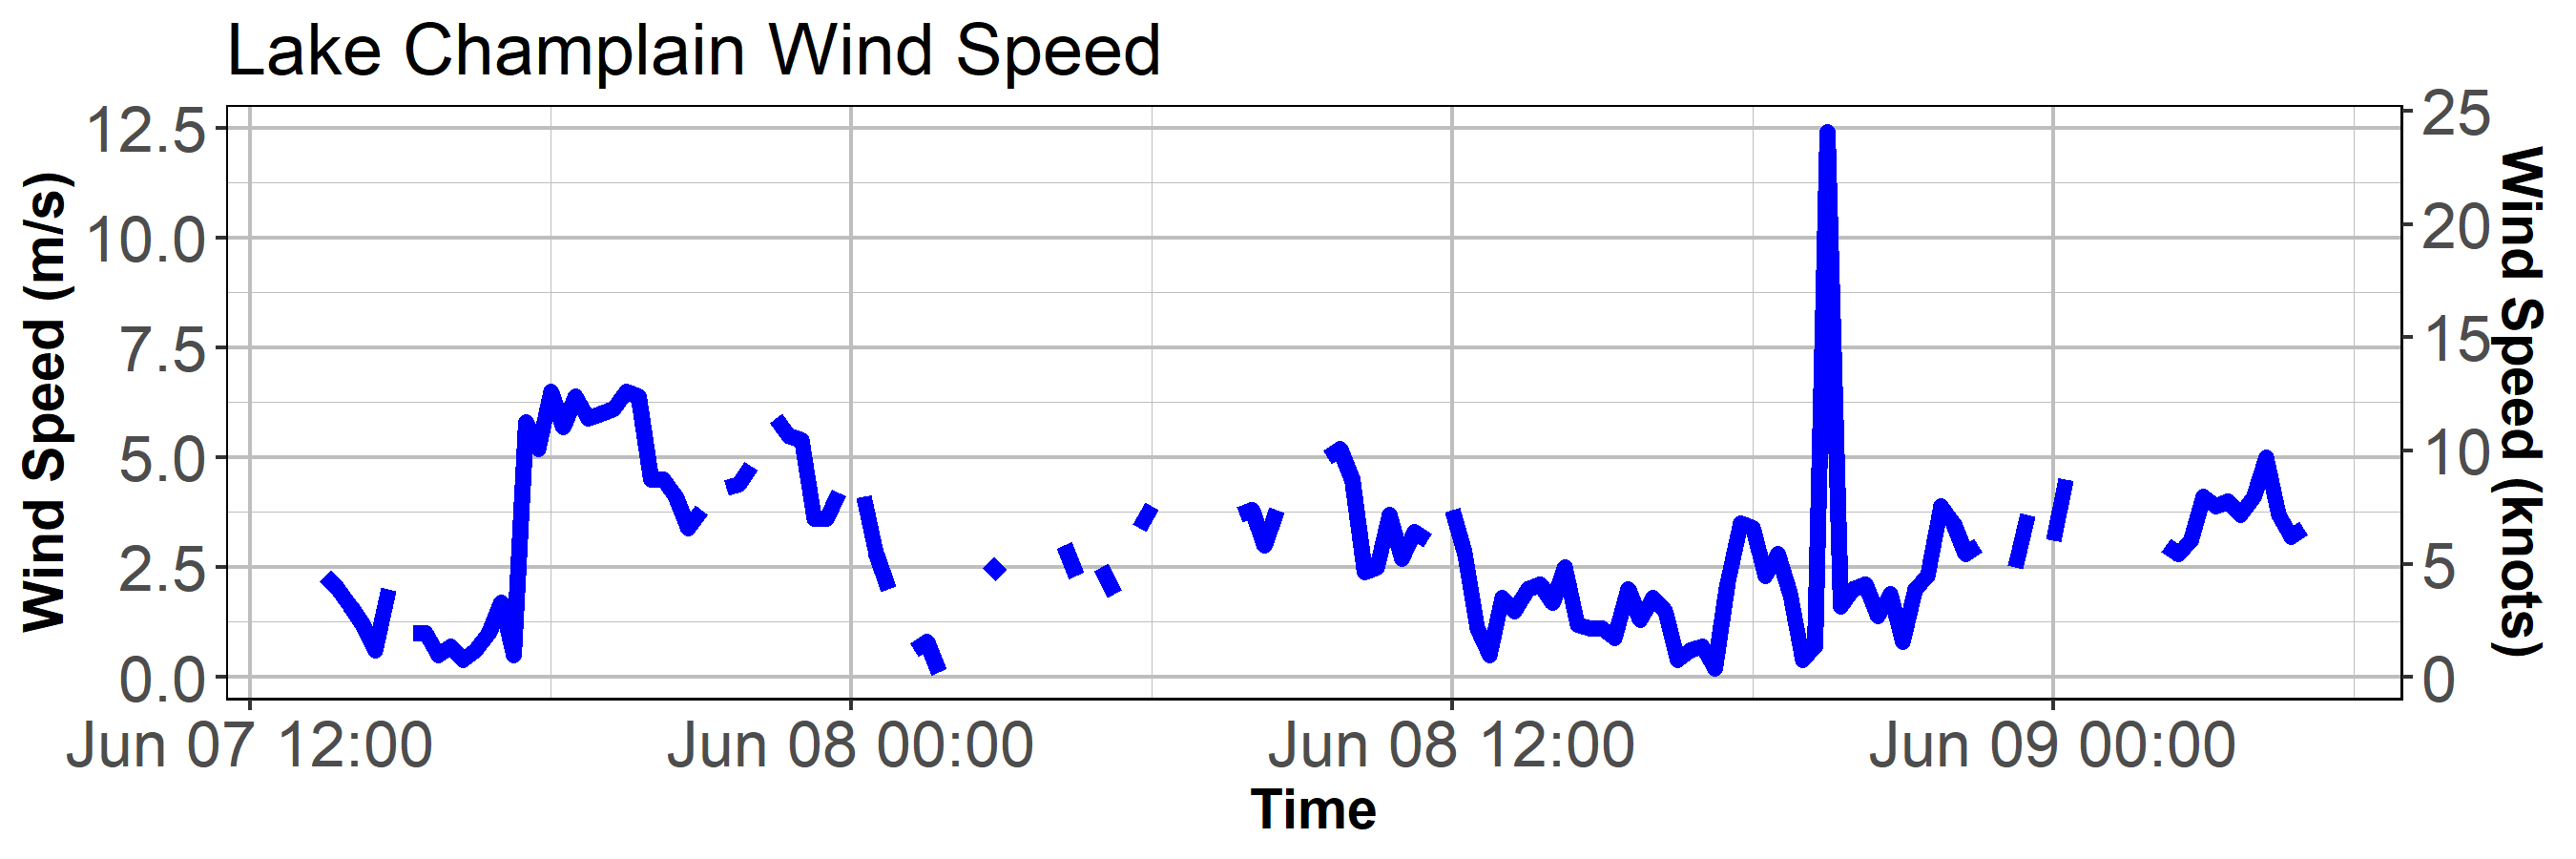 Lake Champlain Wind Speed
12.5
10.0
7.5
5.0
2.5
0.0
Wind Speed (m/s)
25
20
15
10
5
0
Wind Speed (knots)
Jun 07 12:00
Jun 08 00:00
Jun 08 12:00
Jun 09 00:00
Time